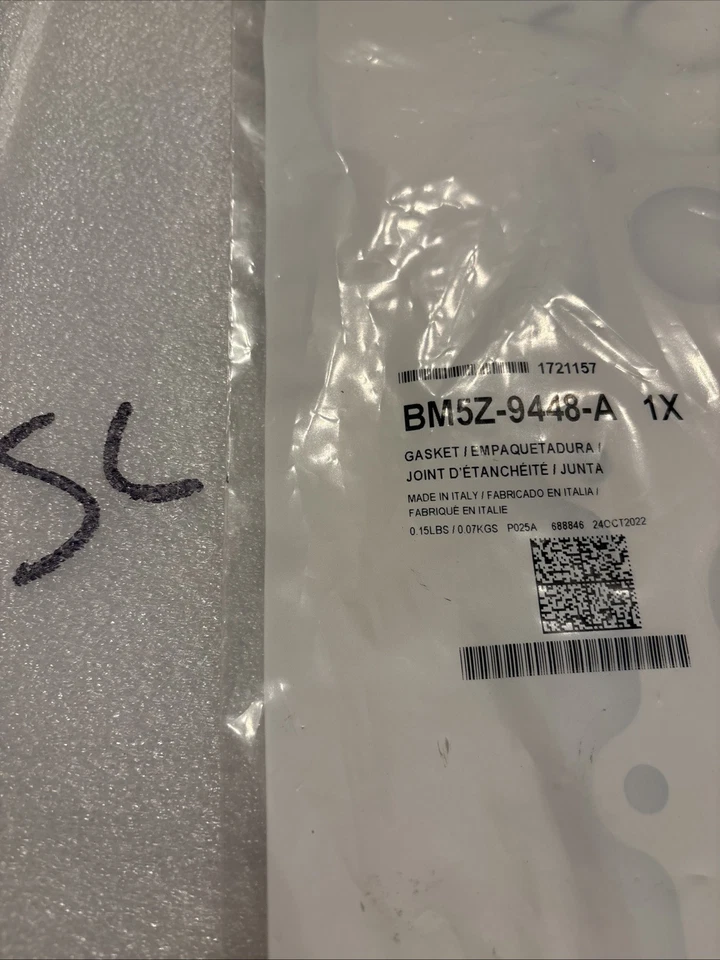 SL
1721157
BM5Z-9448-A 1X
GASKET / EMPAQUETADURA /
JOINT D'ÉTANCHÉITÉ / JUNTA
MADE IN ITALY / FABRICADO EN ITALIA /
FABRIQUÉ EN ITALIE
0.15LBS / 0.07KGS P025A 688846 24OCT2022